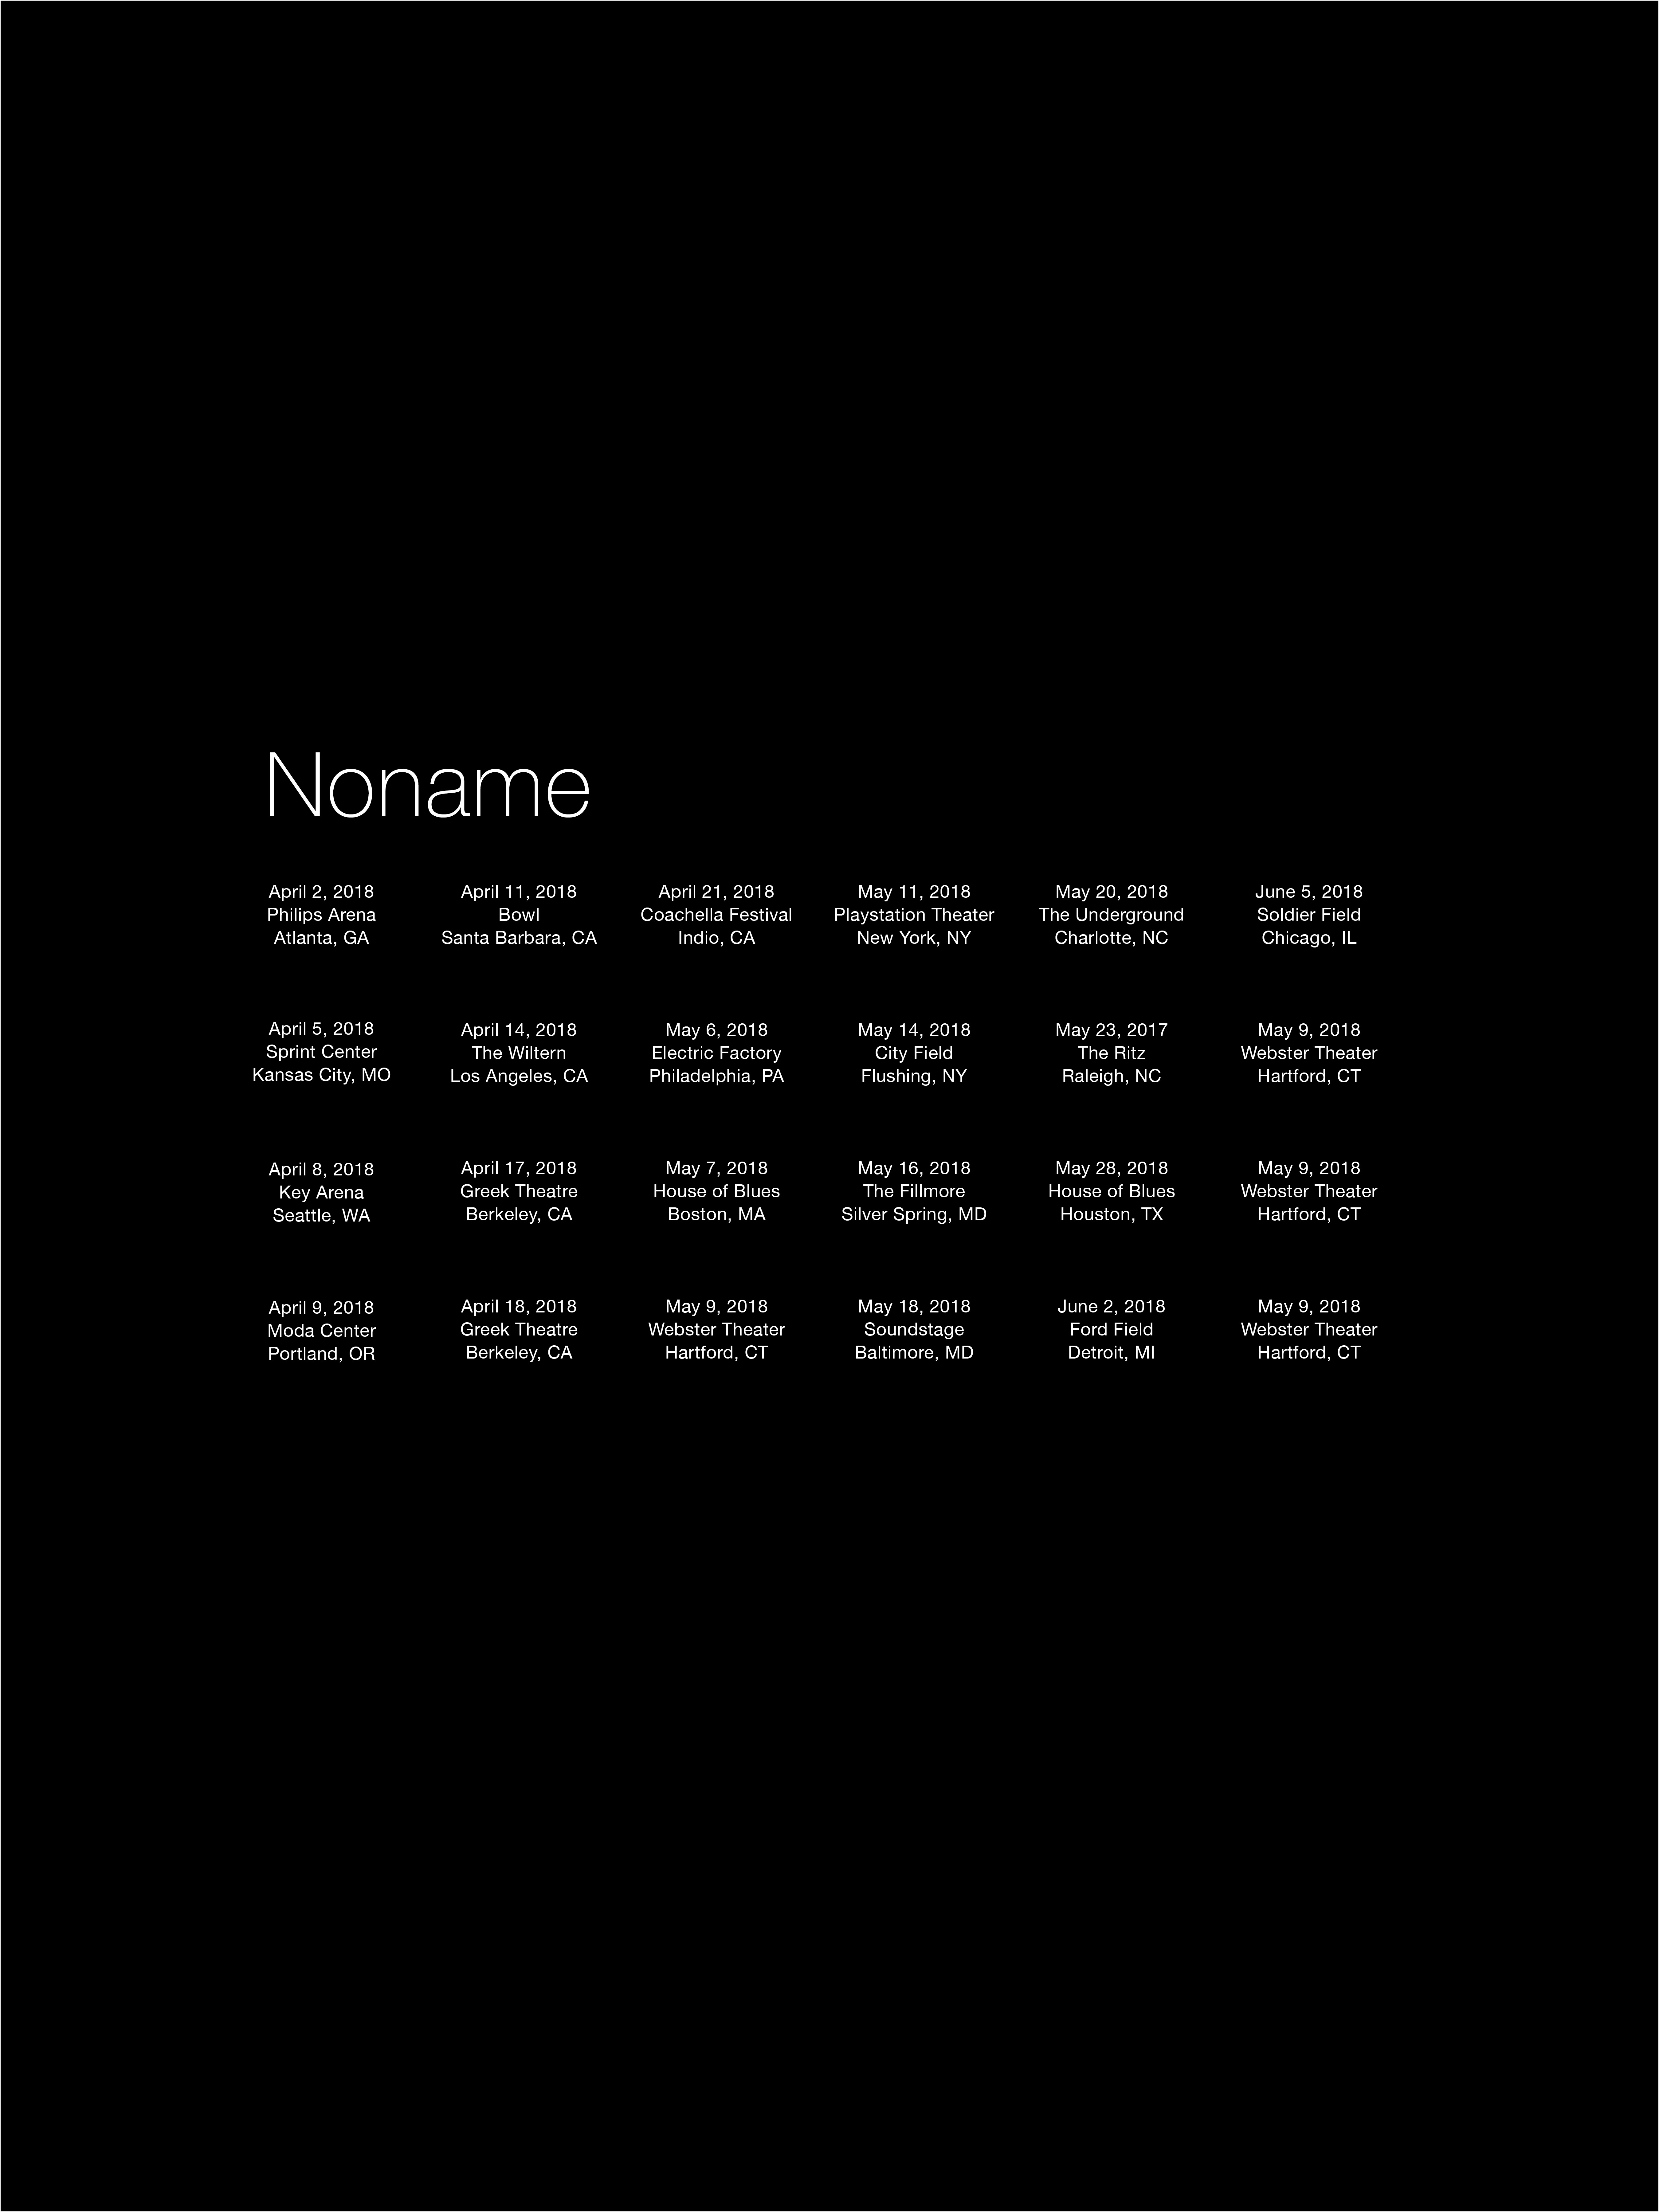 Noname
April 2, 2018
Philips Arena
Atlanta, GA
April 5, 2018
Sprint Center
Kansas City, MO
April 8, 2018
Key Arena
Seattle, WA
April 9, 2018
Moda Center
Portland, OR
April 11, 2018
Bowl
Santa Barbara, CA
April 14, 2018
The Wiltern
Los Angeles, CA
April 17, 2018
Greek Theatre
Berkeley, CA
April 18, 2018
Greek Theatre
Berkeley, CA
April 21, 2018
Coachella Festival
Indio, CA
May 6, 2018
Electric Factory
Philadelphia, PA
May 7, 2018
House of Blues
Boston, MA
May 9, 2018
Webster Theater
Hartford, CT
May 11, 2018
Playstation Theater
New York, NY
May 14, 2018
City Field
Flushing, NY
May 16, 2018
The Fillmore
Silver Spring, MD
May 18, 2018
Soundstage
Baltimore, MD
May 20, 2018
The Underground
Charlotte, NC
May 23, 2017
The Ritz
Raleigh, NC
May 28, 2018
House of Blues
Houston, TX
June 2, 2018
Ford Field
Detroit, MI
June 5, 2018
Soldier Field
Chicago, IL
May 9, 2018
Webster Theater
Hartford, CT
May 9, 2018
Webster Theater
Hartford, CT
May 9, 2018
Webster Theater
Hartford, CT